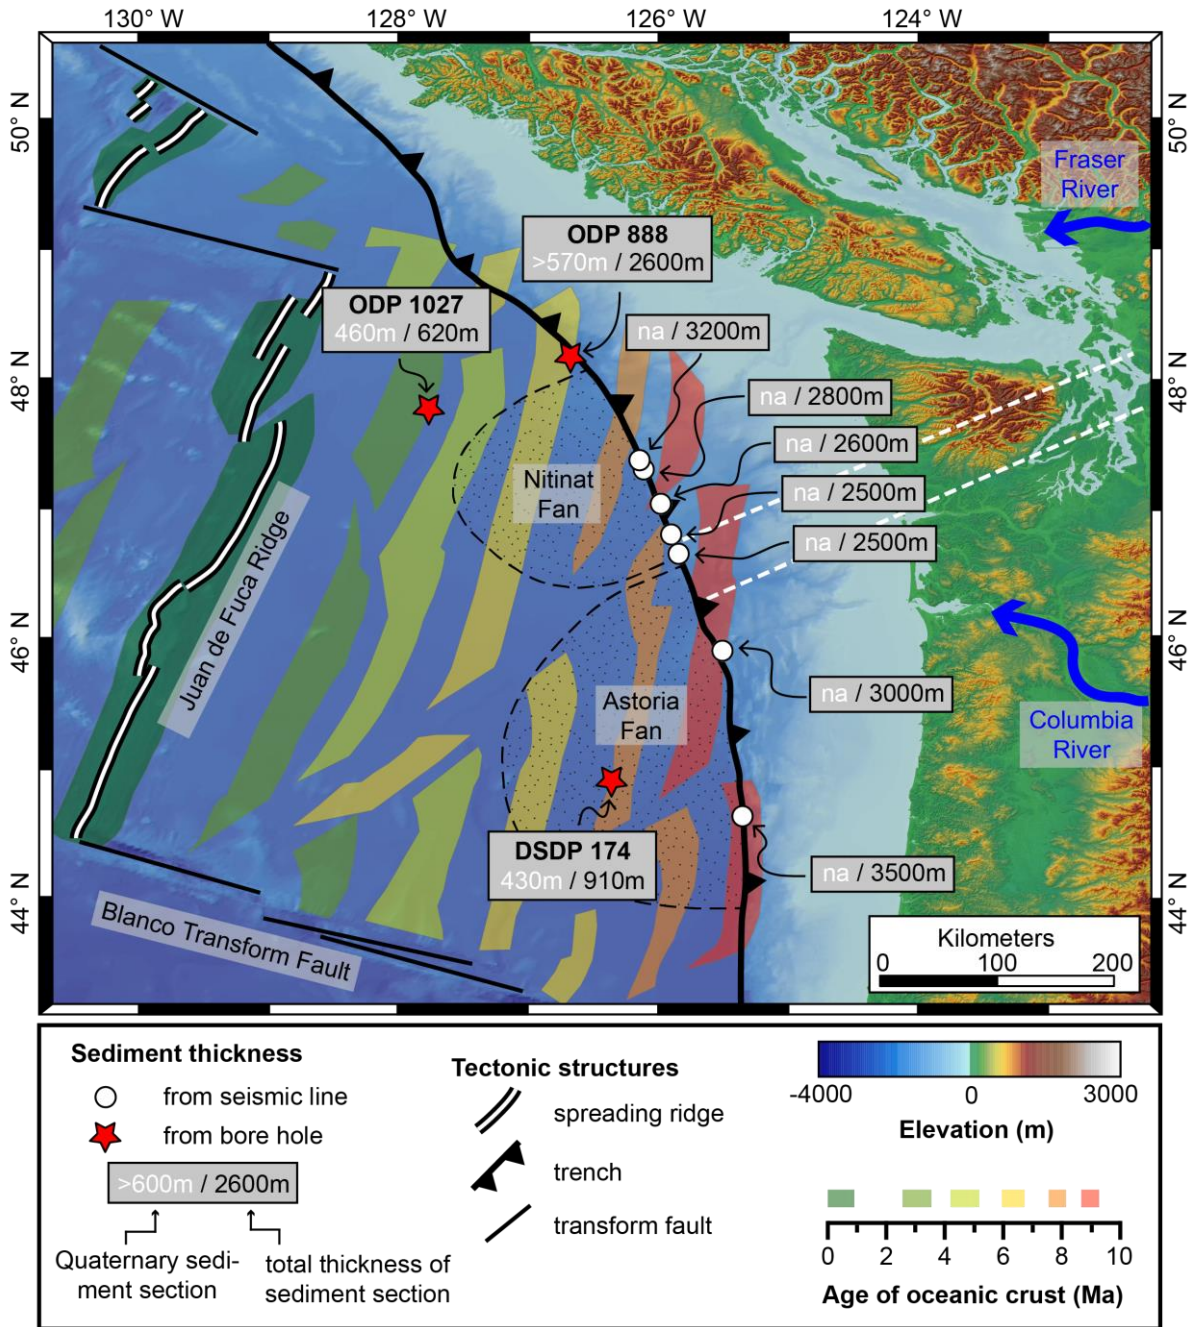 130° W
128° W
126° W
124° W
50° N
50° N
Fraser
River
ODP 888
>570m / 2600m
ODP 1027
460m / 620m
na / 3200m
48° N
48° N
na / 2800m
na / 2600m
Nitinat
Fan
na / 2500m
na / 2500m
Juan de Fuca Ridge
46° N
46° N
na / 3000m
Astoria
Fan
Columbia
River
DSDP 174
430m / 910m
na / 3500m
44° N
44° N
Blanco Transform Fault
Kilometers
0 100 200
Sediment thickness
from seismic line
from bore hole
>600m / 2600m
Quaternary sedi-
ment section
total thickness of
sediment section
Tectonic structures
spreading ridge
trench
transform fault
-4000 0 3000
Elevation (m)
0 2 4 6 8 10
Age of oceanic crust (Ma)